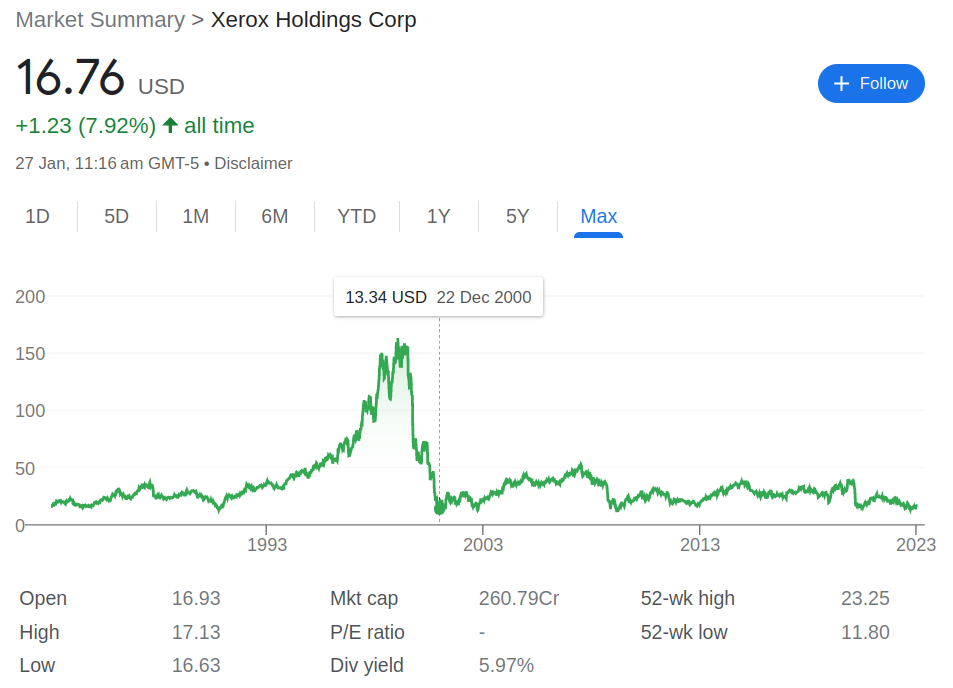 Market Summary > Xerox Holdings Corp
16.76 USD
+ Follow
+1.23 (7.92%) ↑ all time
27 Jan, 11:16 am GMT-5 • Disclaimer
1D 5D 1M 6M YTD 1Y 5Y Max
13.34 USD 22 Dec 2000
200
150
100
50
0
1993 2003 2013 2023
Open 16.93 Mkt cap 260.79Cr 52-wk high 23.25
High 17.13 P/E ratio - 52-wk low 11.80
Low 16.63 Div yield 5.97%